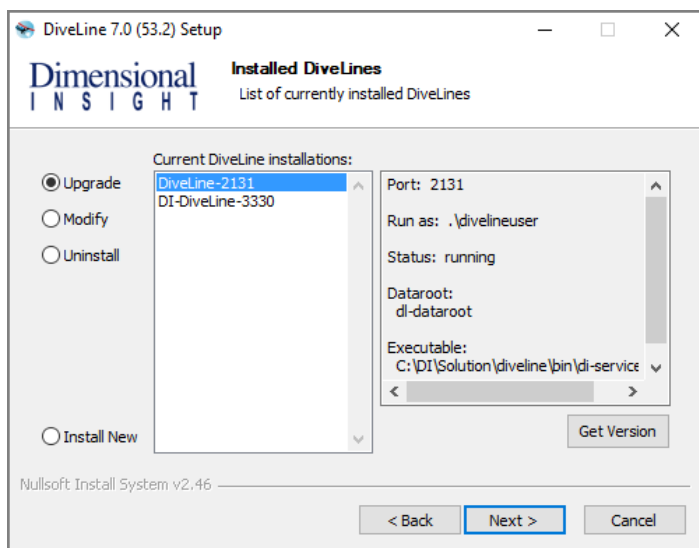 DiveLine 7.0 (53.2) Setup
Dimensional
INSIGHT
Installed DiveLines
List of currently installed DiveLines
Current DiveLine installations:
Upgrade
Modify
Uninstall
Install New
DiveLine-2131
DI-DiveLine-3330
Port: 2131
Run as: .\divelineuser
Status: running
Dataroot:
dl-dataroot
Executable:
C:\DI\Solution\diveline\bin\di-service
Get Version
Nullsoft Install System v2.46
< Back
Next >
Cancel